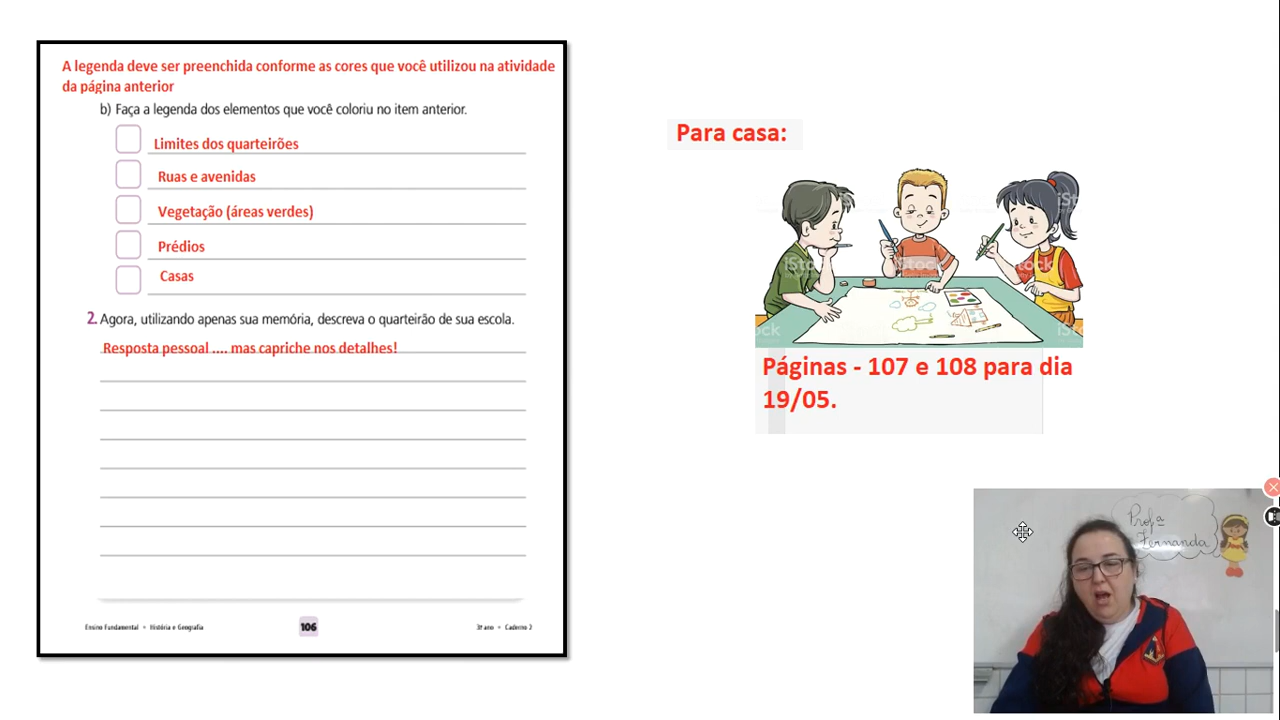 A legenda deve ser preenchida conforme as cores que você utilizou na atividade
da página anterior
b) Faça a legenda dos elementos que você coloriu no item anterior.
Limites dos quarteirões
Ruas e avenidas
Vegetação (áreas verdes)
Prédios
Casas
2. Agora, utilizando apenas sua memória, descreva o quarteirão de sua escola.
Resposta pessoal .... mas capriche nos detalhes!
Ensino Fundamental • História e Geografia
106
3º ano • Caderno 2
Para casa:
iStock
iStock
iStock
Páginas - 107 e 108 para dia
19/05.
Profª
Fernanda